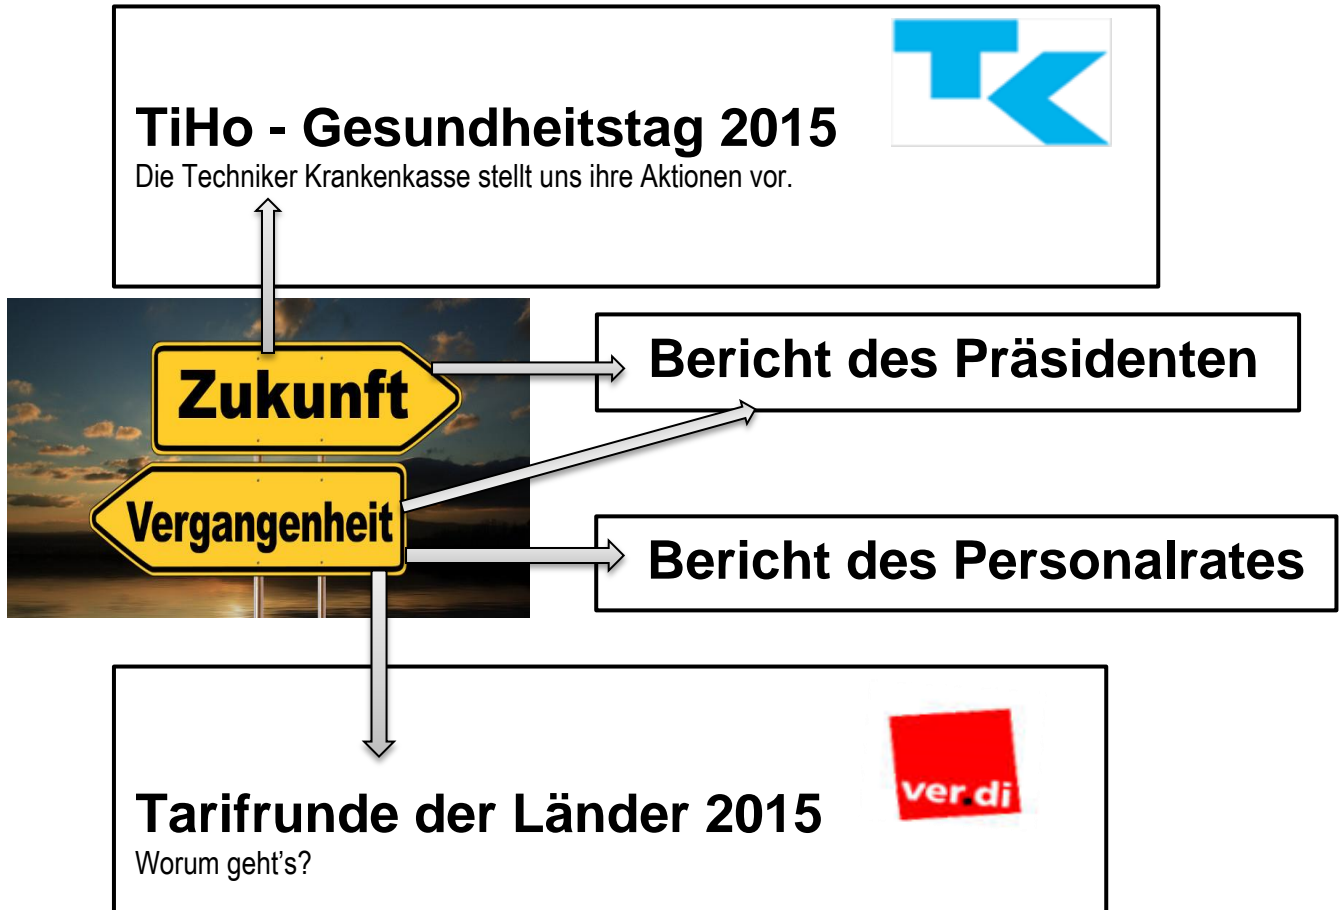 TK
TiHo - Gesundheitstag 2015
Die Techniker Krankenkasse stellt uns ihre Aktionen vor.
Zukunft
Bericht des Präsidenten
Vergangenheit
Bericht des Personalrates
ver.di
Tarifrunde der Länder 2015
Worum geht's?